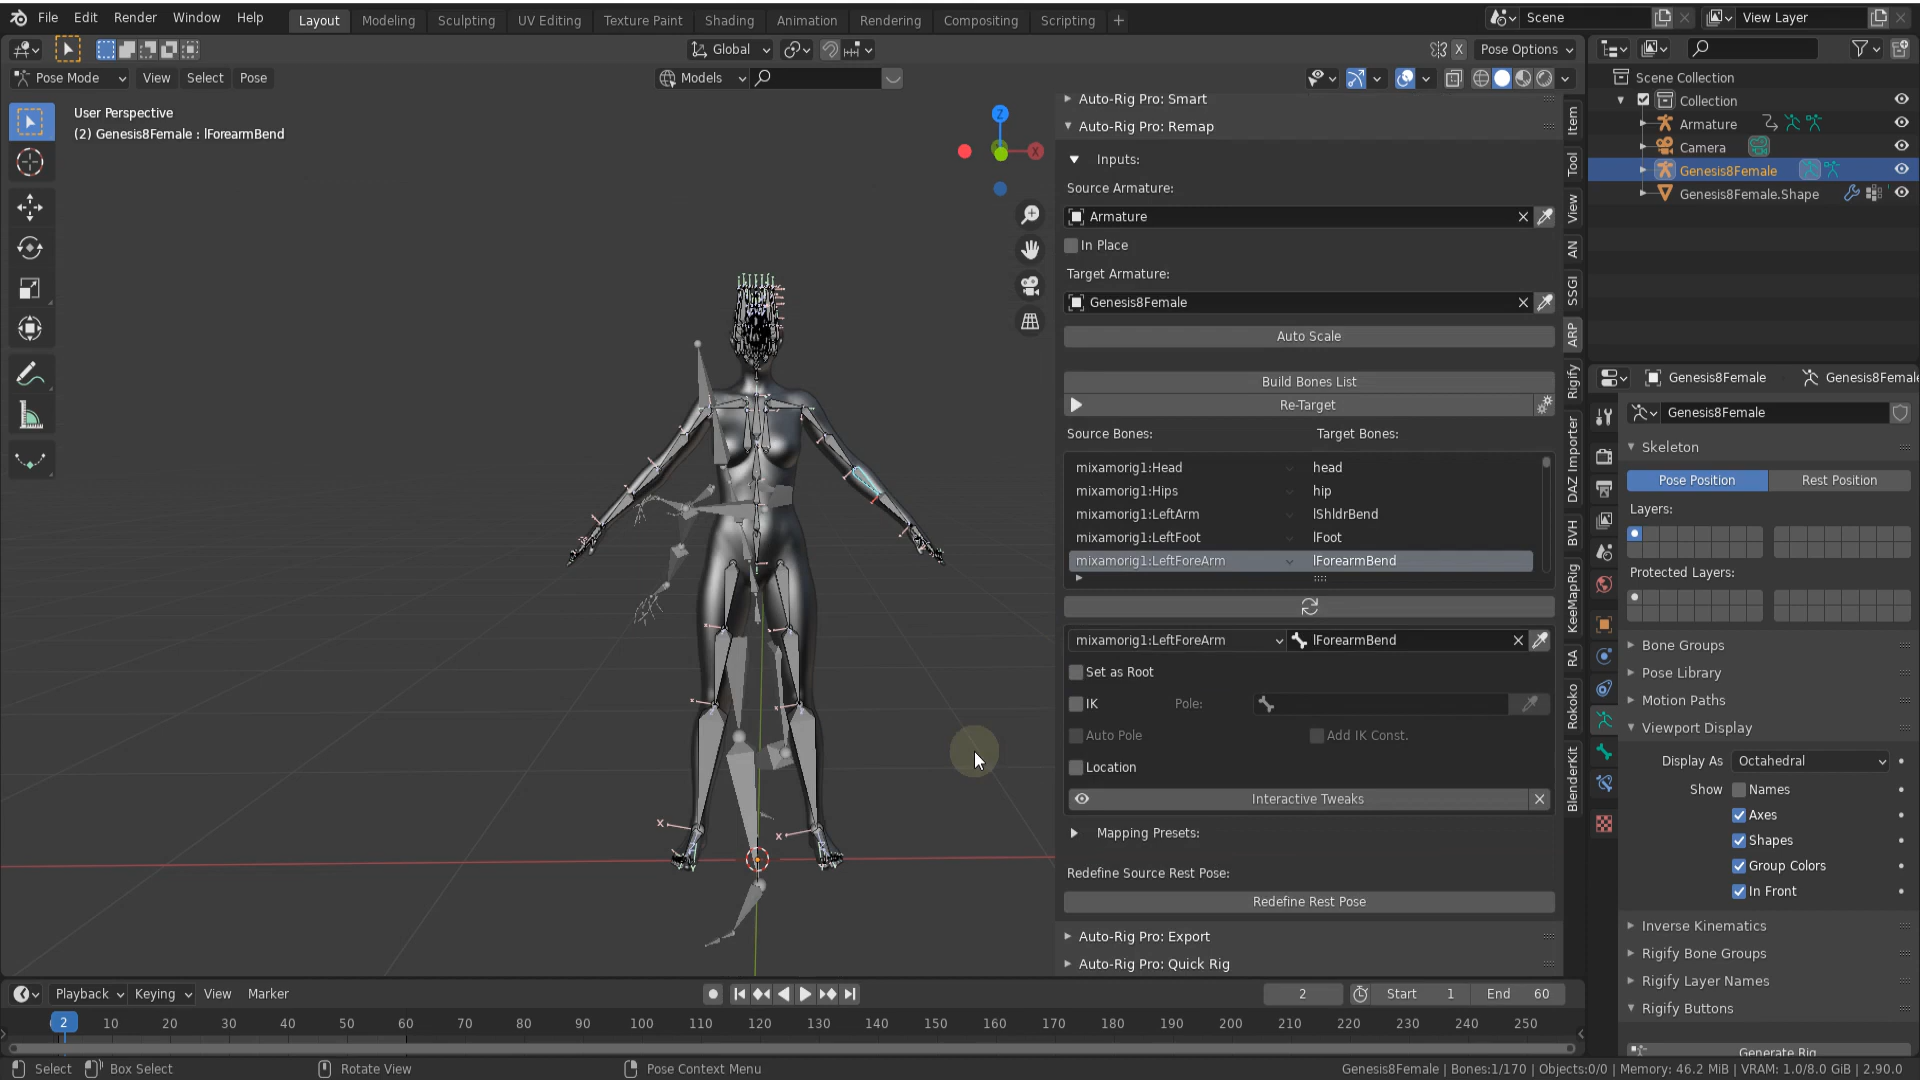 File Edit Render Window Help
Layout Modeling Sculpting UV Editing Texture Paint Shading Animation Rendering Compositing Scripting +
Scene
View Layer
Global
X Pose Options
Pose Mode View Select Pose
Models
User Perspective
(2) Genesis8Female : lForearmBend
Z
X
Auto-Rig Pro: Smart
Auto-Rig Pro: Remap
Inputs:
Source Armature:
Armature
In Place
Target Armature:
Genesis8Female
Auto Scale
Build Bones List
Re-Target
Source Bones: Target Bones:
mixamorig1:Head head
mixamorig1:Hips hip
mixamorig1:LeftArm lShldrBend
mixamorig1:LeftFoot lFoot
mixamorig1:LeftForeArm lForearmBend
mixamorig1:LeftForeArm lForearmBend
Set as Root
IK Pole:
Auto Pole Add IK Const.
Location
Interactive Tweaks
Mapping Presets:
Redefine Source Rest Pose:
Redefine Rest Pose
Auto-Rig Pro: Export
Auto-Rig Pro: Quick Rig
X
X
Item
Tool
View
AN
SSGI
ARP
Rigify
DAZ Importer
BVH
KeeMapRig
RA
Rokoko
BlenderKit
Scene Collection
Collection
Armature
Camera
Genesis8Female
Genesis8Female.Shape
Genesis8Female Genesis8Female
Genesis8Female
Skeleton
Pose Position Rest Position
Layers:
Protected Layers:
Bone Groups
Pose Library
Motion Paths
Viewport Display
Display As Octahedral
Show Names
Axes
Shapes
Group Colors
In Front
Inverse Kinematics
Rigify Bone Groups
Rigify Layer Names
Rigify Buttons
Generate Rig
Playback Keying View Marker
2 Start 1 End 60
2 10 20 30 40 50 60 70 80 90 100 110 120 130 140 150 160 170 180 190 200 210 220 230 240 250
Select Box Select Rotate View Pose Context Menu
Genesis8Female | Bones:1/170 | Objects:0/0 | Memory: 46.2 MiB | VRAM: 1.0/8.0 GiB | 2.90.0